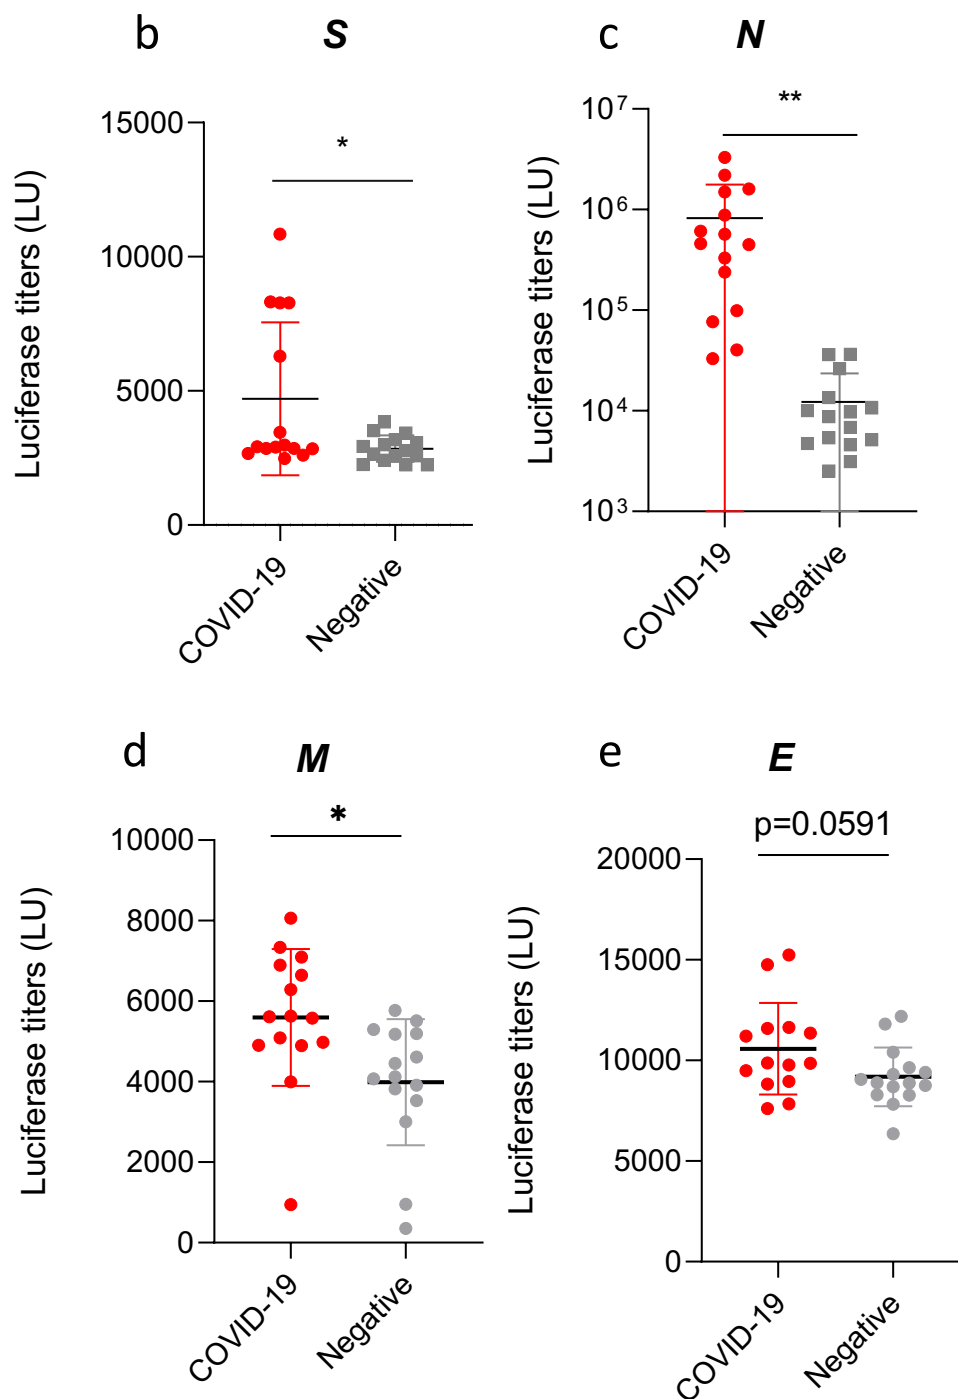 b S
Luciferase titers (LU)
15000
10000
5000
0
*
COVID-19
Negative
c N
Luciferase titers (LU)
10⁷
10⁶
10⁵
10⁴
10³
**
COVID-19
Negative
d M
Luciferase titers (LU)
10000
8000
6000
4000
2000
0
*
COVID-19
Negative
e E
p=0.0591
Luciferase titers (LU)
20000
15000
10000
5000
0
COVID-19
Negative